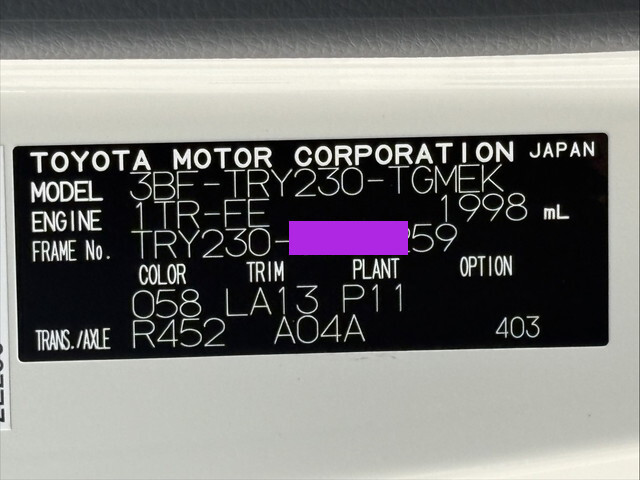 TOYOTA MOTOR CORPORATION JAPAN
MODEL 3BF-TRY230-TGMEK
ENGINE 1TR-FE 1998 mL
FRAME No. TRY230- 259
COLOR TRIM PLANT OPTION
058 LA13 P11
TRANS./AXLE R452 A04A 403